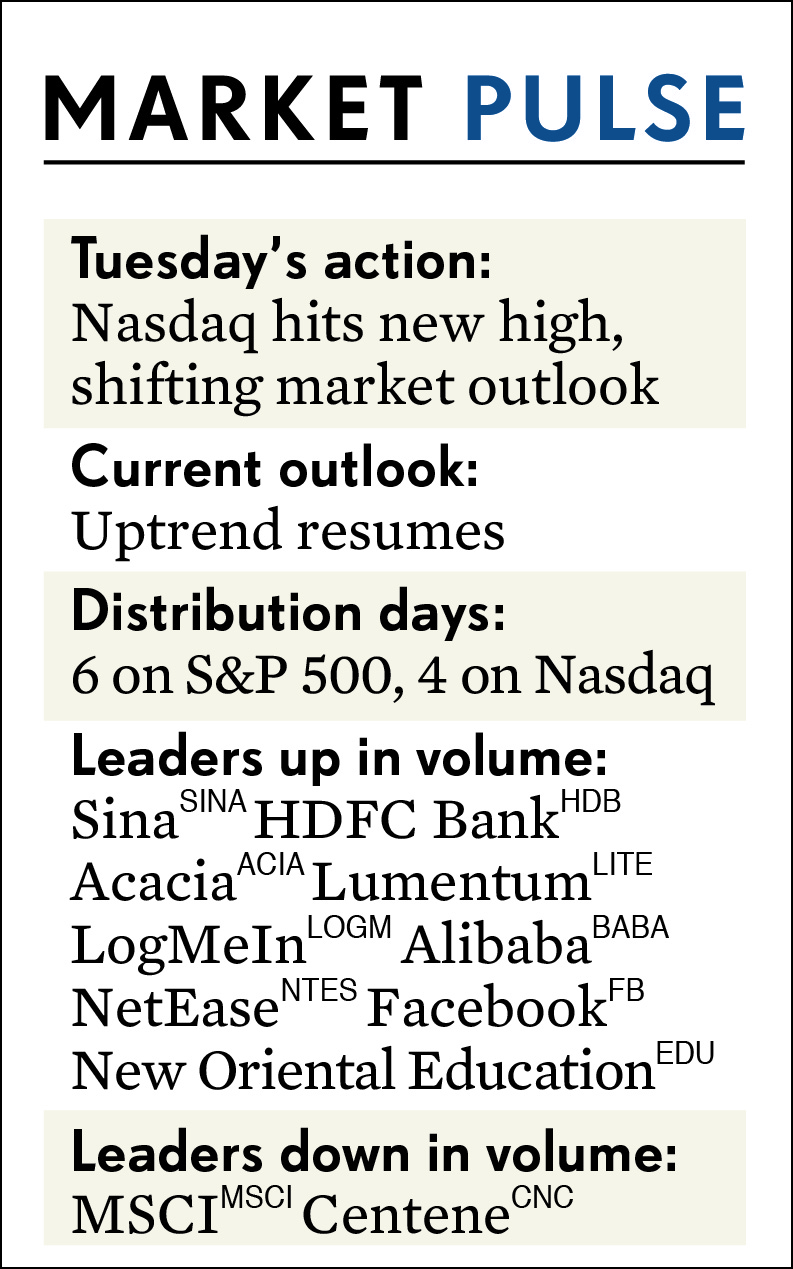 MARKET PULSE
Tuesday’s action:
Nasdaq hits new high,
shifting market outlook
Current outlook:
Uptrend resumes
Distribution days:
6 on S&P 500, 4 on Nasdaq
Leaders up in volume:
Sina SINA HDFC Bank HDB
Acacia ACIA Lumentum LITE
LogMeIn LOGM Alibaba BABA
NetEase NTES Facebook FB
New Oriental Education EDU
Leaders down in volume:
MSCI MSCI Centene CNC